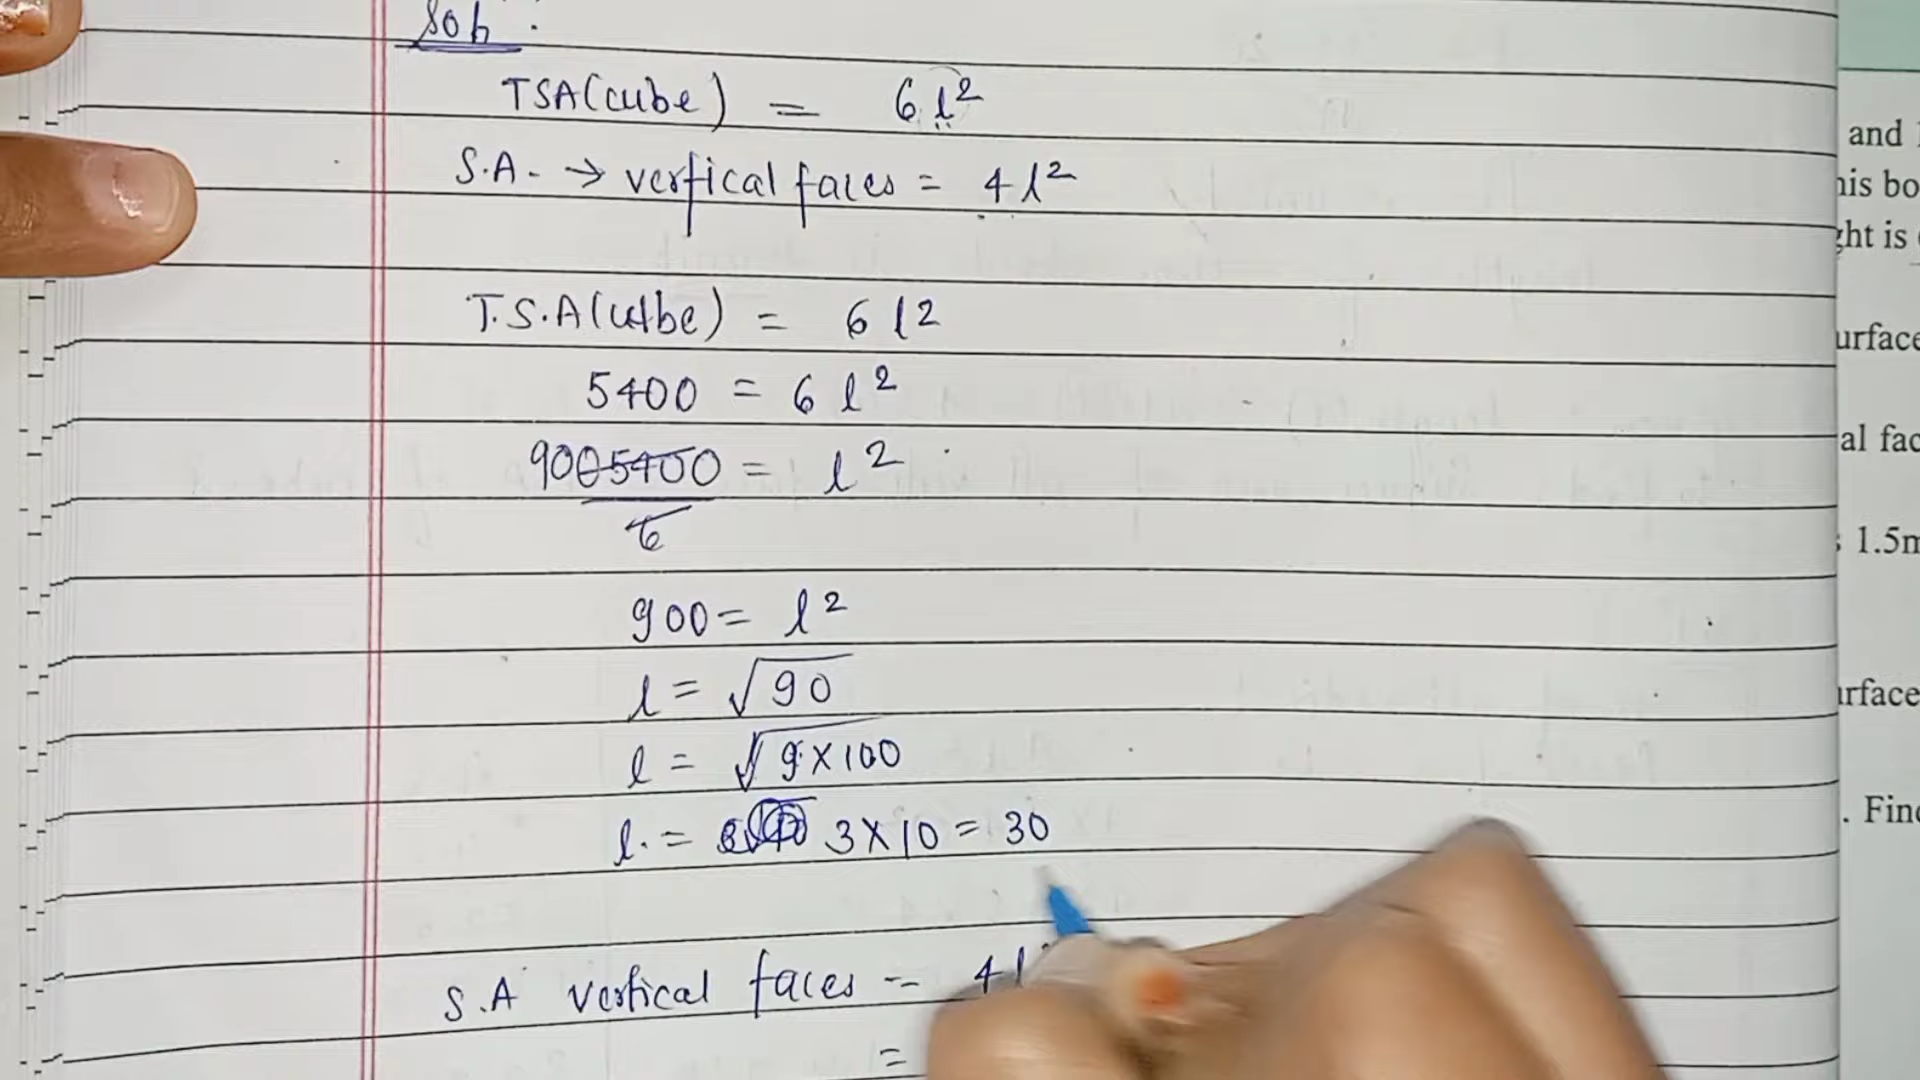 Soln :
TSA(cube) = 6l²
S.A. → vertical faces = 4l²
T.S.A(cube) = 6l²
5400 = 6l²
900 5400 = l²
6
900 = l²
l = √90
l = √9×100
l. = 3×10 = 30
S.A vertical faces = 4l
=
and
his bo
ght is
urface
al fac
1.5m
urface
. Find